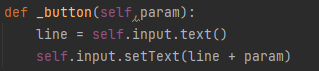 def _button(self,param):
    line = self.input.text()
    self.input.setText(line + param)